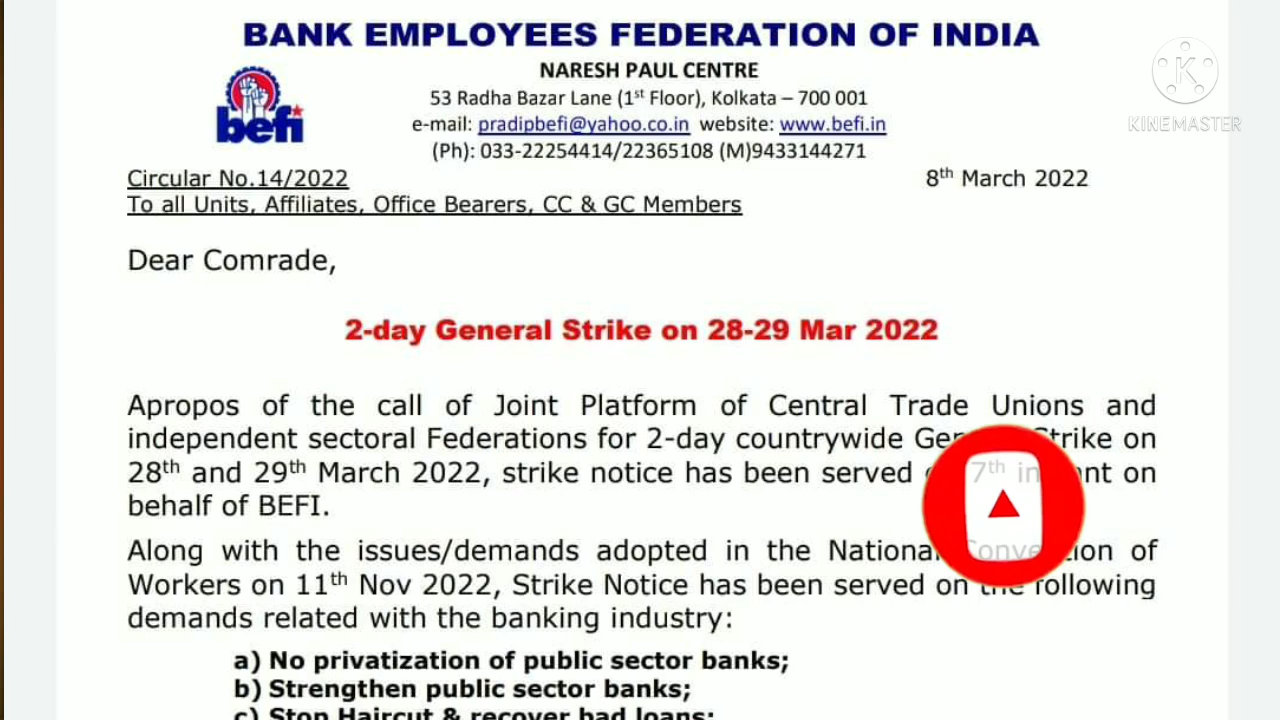 BANK EMPLOYEES FEDERATION OF INDIA
NARESH PAUL CENTRE
53 Radha Bazar Lane (1st Floor), Kolkata – 700 001
e-mail: pradipbefi@yahoo.co.in website: www.befi.in
(Ph): 033-22254414/22365108 (M)9433144271
befi
KINEMASTER
Circular No.14/2022
8th March 2022
To all Units, Affiliates, Office Bearers, CC & GC Members
Dear Comrade,
2-day General Strike on 28-29 Mar 2022
Apropos of the call of Joint Platform of Central Trade Unions and
independent sectoral Federations for 2-day countrywide Strike on
28th and 29th March 2022, strike notice has been served 7th on
behalf of BEFI.
Along with the issues/demands adopted in the National of
Workers on 11th Nov 2022, Strike Notice has been served on the following
demands related with the banking industry:
a) No privatization of public sector banks;
b) Strengthen public sector banks;
c) Stop Haircut & recover bad loans;